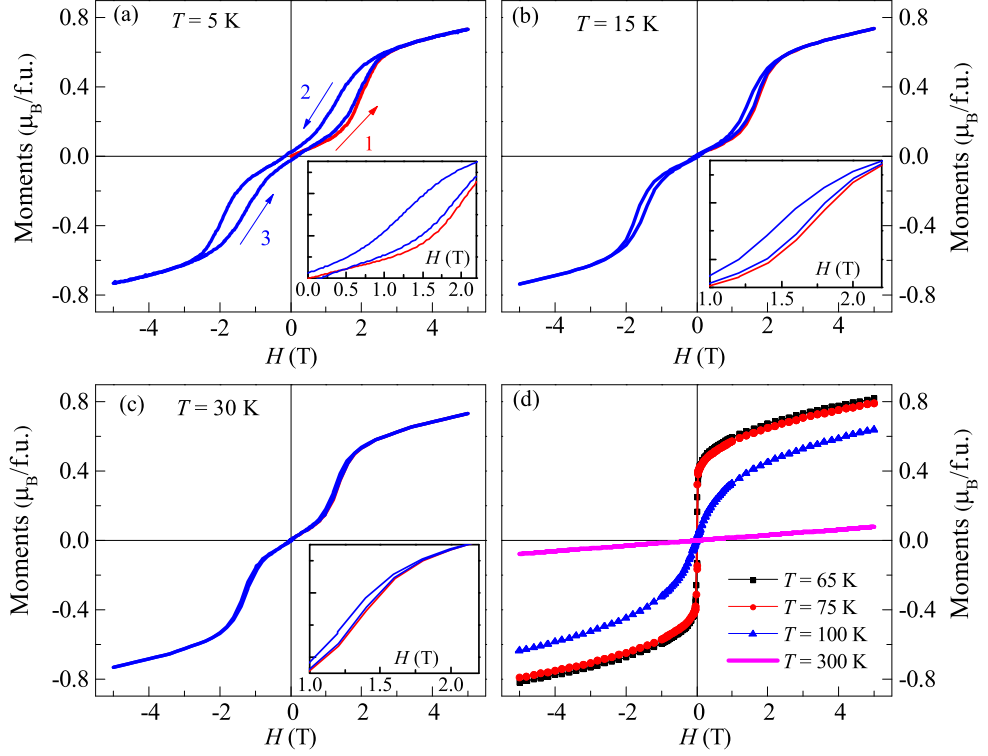 (a)
T = 5 K
Moments (μB/f.u.)
0.8
0.4
0.0
-0.4
-0.8
-4
-2
0
2
4
H (T)
2
1
3
H (T)
0.0
0.5
1.0
1.5
2.0
(b)
T = 15 K
Moments (μB/f.u.)
0.8
0.4
0.0
-0.4
-0.8
-4
-2
0
2
4
H (T)
H (T)
1.0
1.5
2.0
(c)
T = 30 K
Moments (μB/f.u.)
0.8
0.4
0.0
-0.4
-0.8
-4
-2
0
2
4
H (T)
H (T)
1.0
1.5
2.0
(d)
Moments (μB/f.u.)
0.8
0.4
0.0
-0.4
-0.8
-4
-2
0
2
4
H (T)
T = 65 K
T = 75 K
T = 100 K
T = 300 K